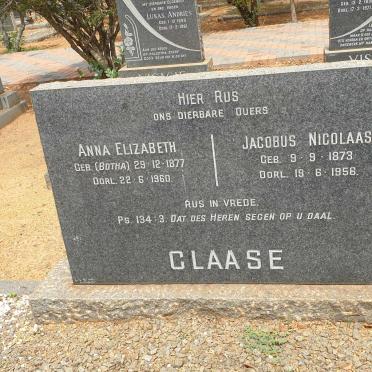 LUKAS ANDRIES
HIER RUS
ONS DIERBARE OUERS
ANNA ELIZABETH
GEB. (BOTHA) 29·12·1877
OORL. 22·6·1960.
JACOBUS NICOLAAS
GEB. 9·9·1873
OORL. 19·6·1956.
RUS IN VREDE.
PS. 134:3. DAT DES HEREN SEGEN OP U DAAL.
CLAASE